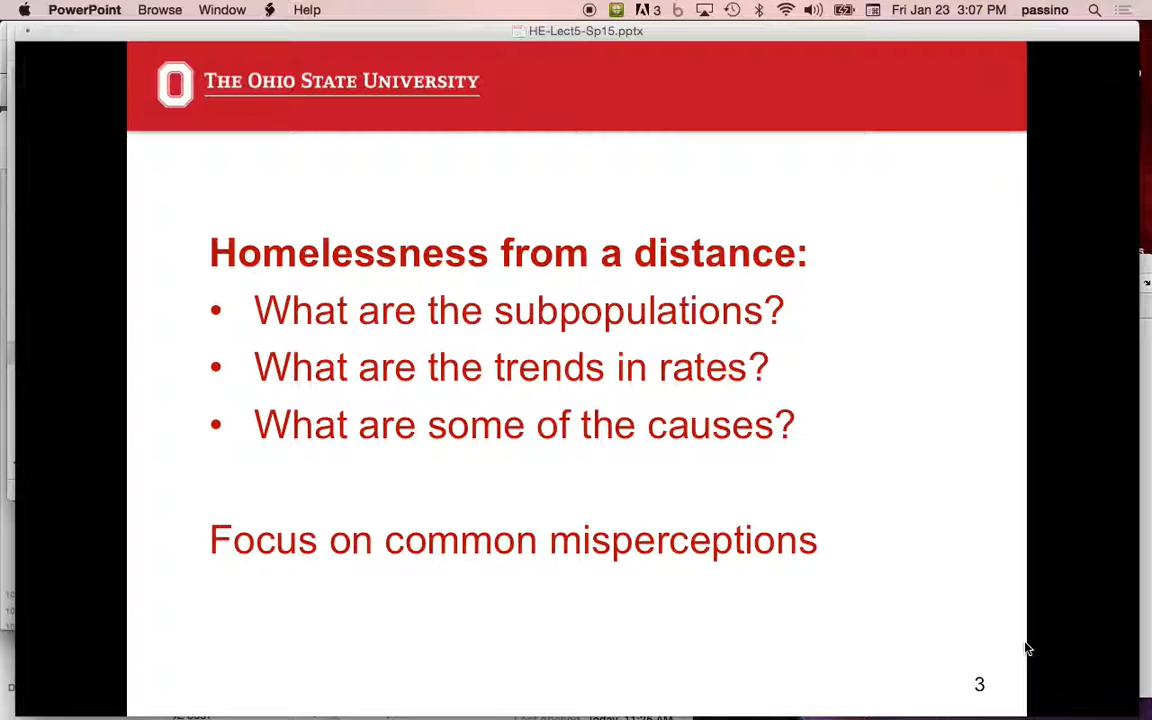 PowerPoint Browse Window Help 3 Fri Jan 23 3:07 PM passino
HE-Lect5-Sp15.pptx
THE OHIO STATE UNIVERSITY
Homelessness from a distance:
• What are the subpopulations?
• What are the trends in rates?
• What are some of the causes?
Focus on common misperceptions
3